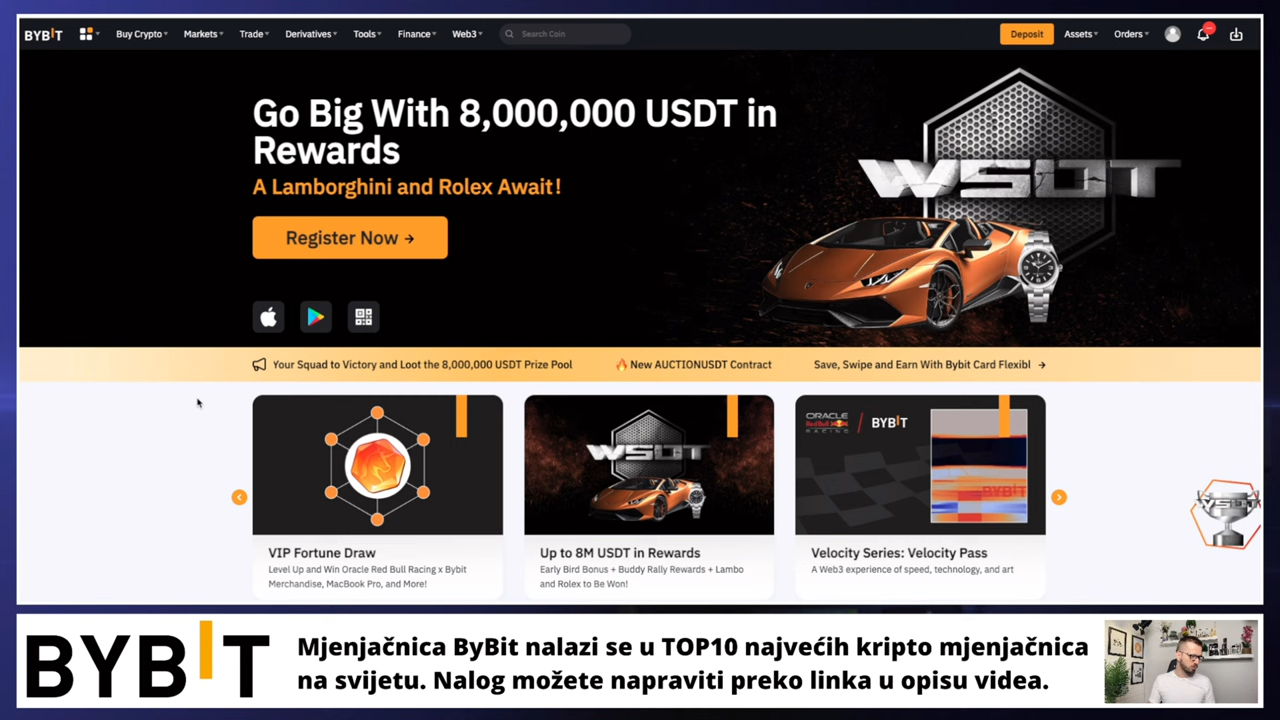 BYBIT
Buy Crypto
Markets
Trade
Derivatives
Tools
Finance
Web3
Search Coin
Deposit
Assets
Orders
Go Big With 8,000,000 USDT in
Rewards
A Lamborghini and Rolex Await!
Register Now →
WSOT
Your Squad to Victory and Loot the 8,000,000 USDT Prize Pool
🔥 New AUCTIONUSDT Contract
Save, Swipe and Earn With Bybit Card Flexibl →
WSOT
ORACLE
Red Bull
RACING
BYBIT
WSOT
VIP Fortune Draw
Level Up and Win Oracle Red Bull Racing x Bybit
Merchandise, MacBook Pro, and More!
Up to 8M USDT in Rewards
Early Bird Bonus + Buddy Rally Rewards + Lambo
and Rolex to Be Won!
Velocity Series: Velocity Pass
A Web3 experience of speed, technology, and art
BYBIT
Mjenjačnica ByBit nalazi se u TOP10 najvećih kripto mjenjačnica
na svijetu. Nalog možete napraviti preko linka u opisu videa.